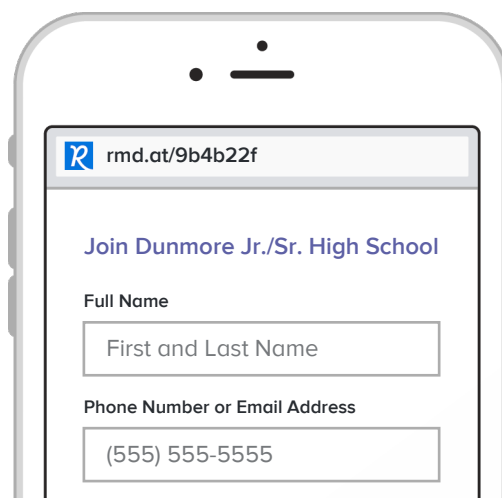 rmd.at/9b4b22f
Join Dunmore Jr./Sr. High School
Full Name
First and Last Name
Phone Number or Email Address
(555) 555-5555